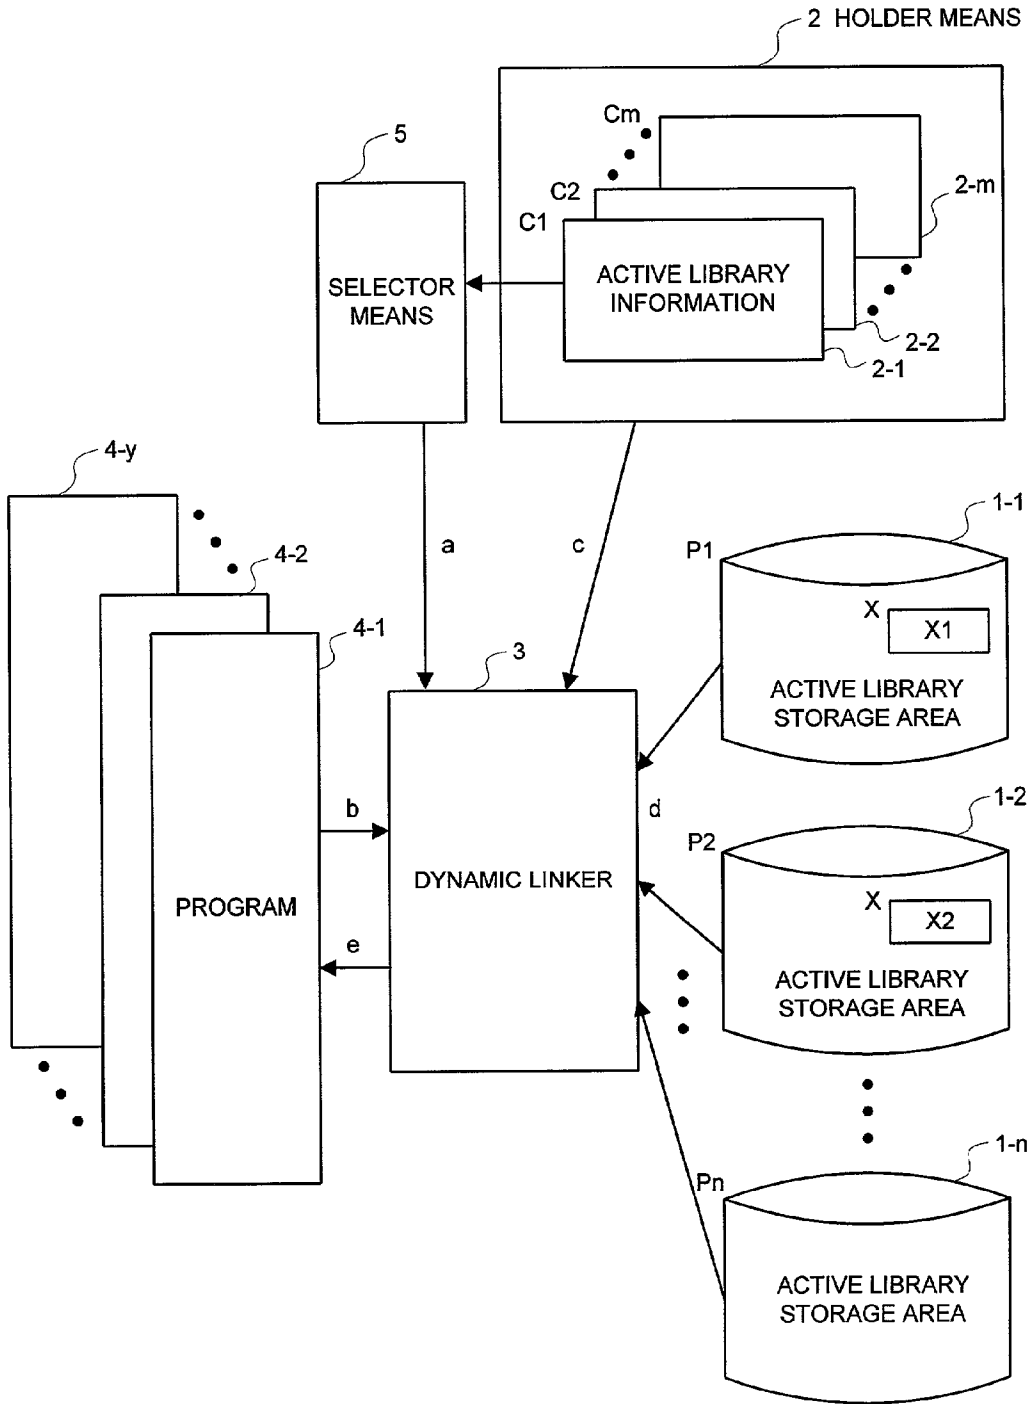 2 HOLDER MEANS
5
Cm
C2
C1
2-m
SELECTOR
MEANS
ACTIVE LIBRARY
INFORMATION
2-2
2-1
4-y
4-2
4-1
a
c
3
1-1
P1
X
X1
ACTIVE LIBRARY
STORAGE AREA
b
d
1-2
P2
X
X2
DYNAMIC LINKER
PROGRAM
e
ACTIVE LIBRARY
STORAGE AREA
1-n
Pn
ACTIVE LIBRARY
STORAGE AREA